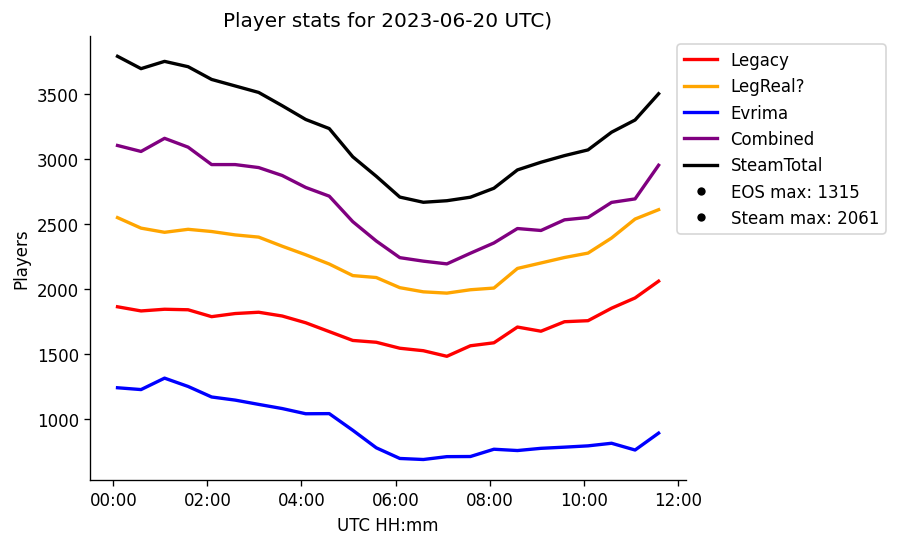 Player stats for 2023-06-20 UTC)
Legacy
LegReal?
Evrima
Combined
SteamTotal
EOS max: 1315
Steam max: 2061
Players
3500
3000
2500
2000
1500
1000
00:00 02:00 04:00 06:00 08:00 10:00 12:00
UTC HH:mm